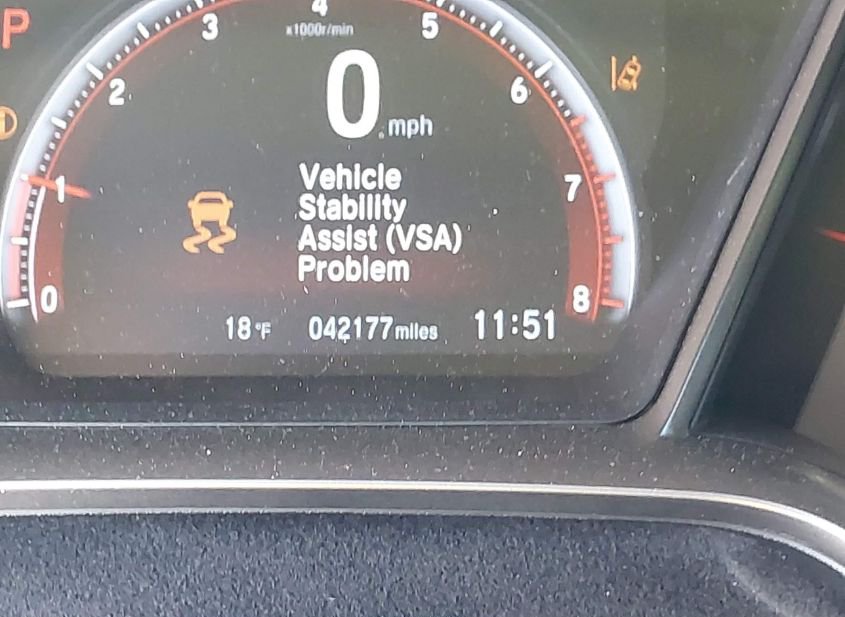 P
4
3
5
x1000r/min
2
6
0
mph
1
7
Vehicle
Stability
Assist (VSA)
Problem
0
8
18°F
042177miles
11:51